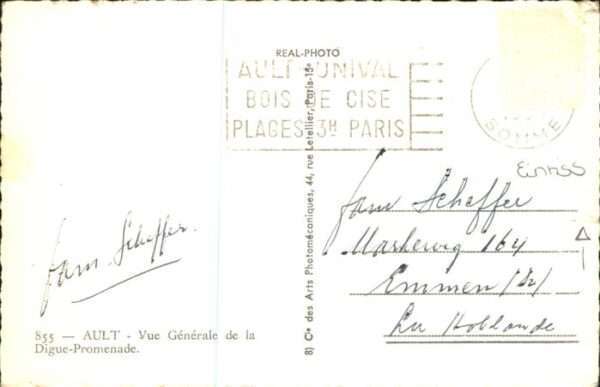 REAL-PHOTO
AULT-ONIVAL
BOIS DE CISE
PLAGES 3H PARIS
SOMME
Einriss
fam Scheffer.
855 — AULT - Vue Générale de la
Digue-Promenade.
8) Cie des Arts Photomécaniques, 44, rue Letellier, Paris-15e
fam Scheffer
164
Emmen (Dr)
La Hollande